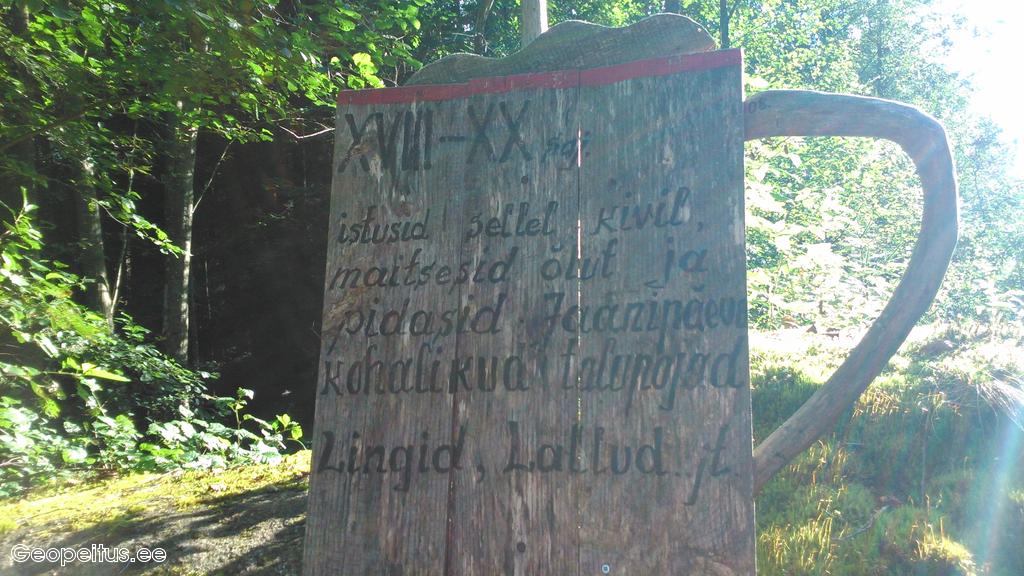 XVIII-XX saj.
istusid sellel kivil,
maitsesid õlut ja
pidasid Jaanipäeva
kohalikud talupojad
Lingid, Lallud jt
Geopeitus.ee